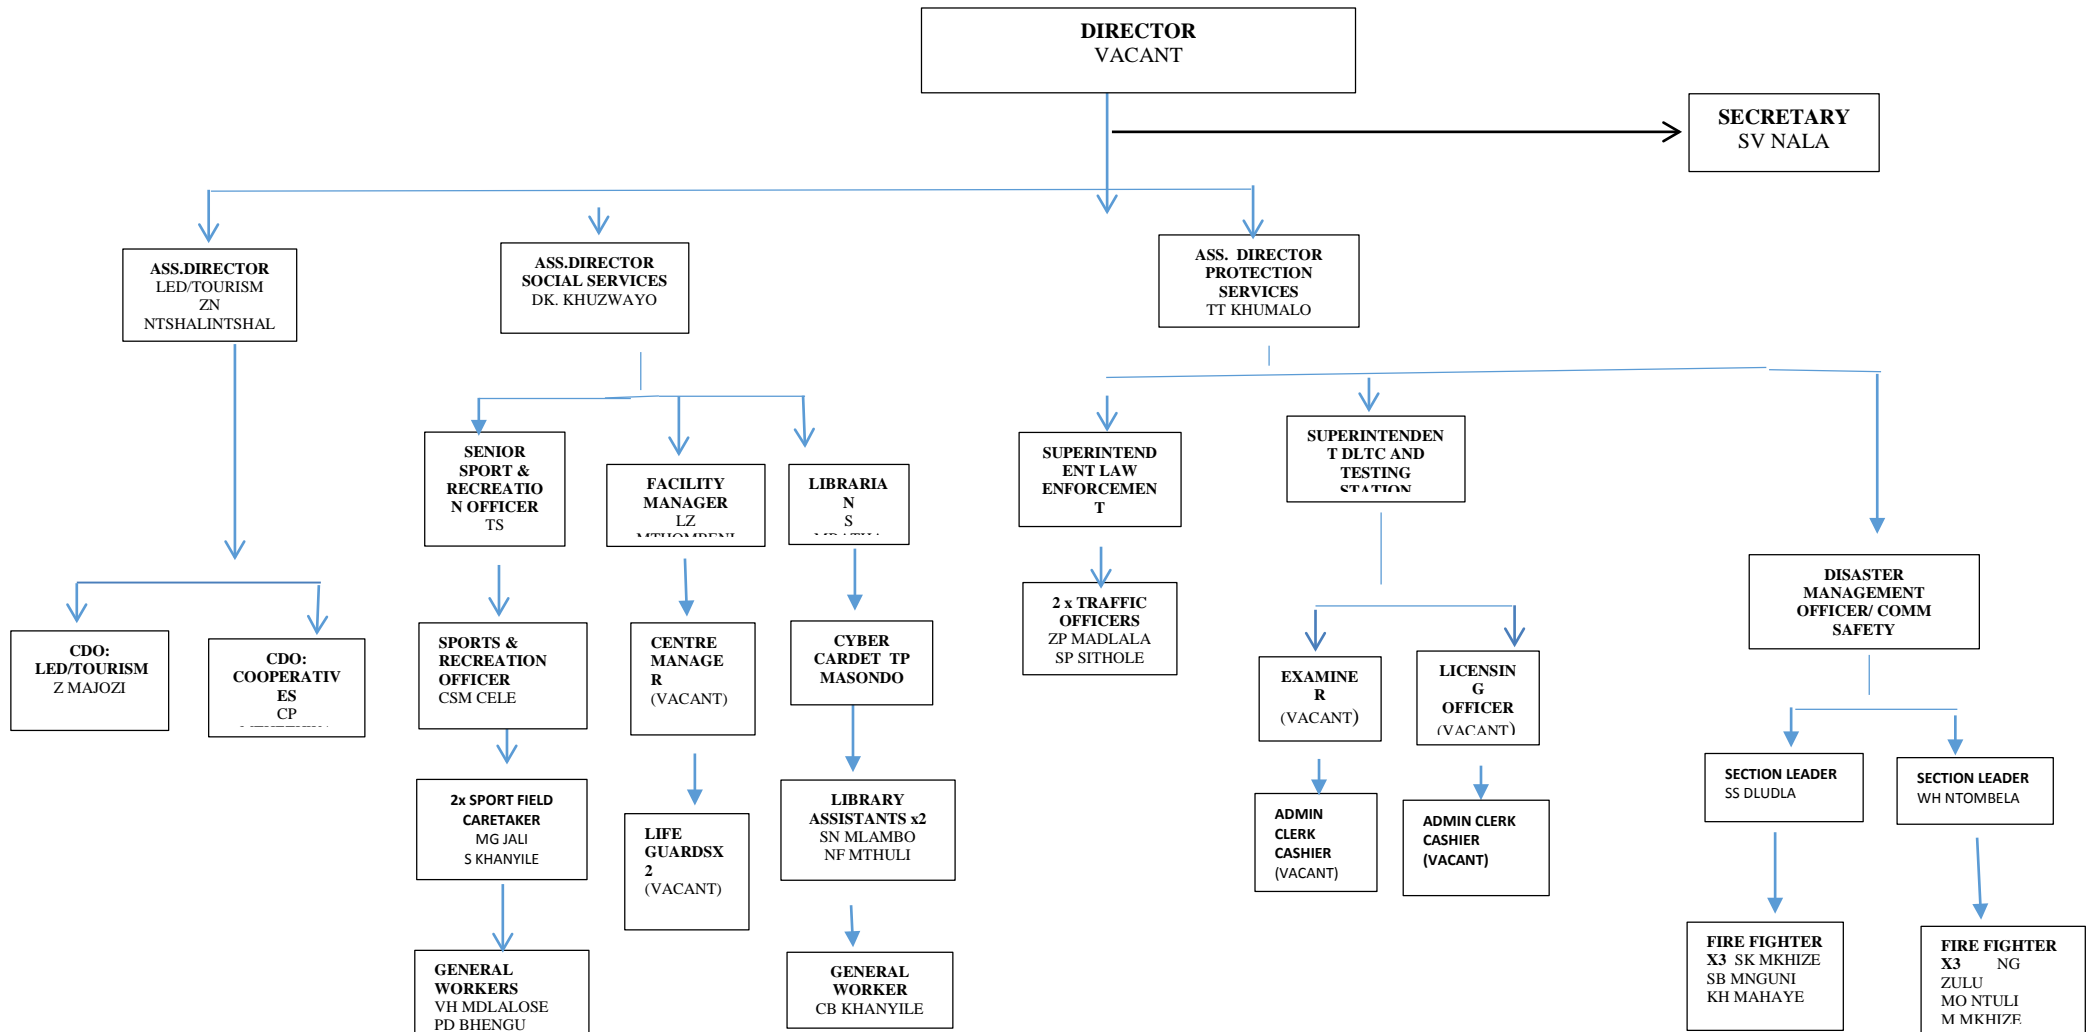 DIRECTOR
VACANT
SECRETARY
SV NALA
ASS.DIRECTOR
LED/TOURISM
ZN
NTSHALINTSHAL
ASS.DIRECTOR
SOCIAL SERVICES
DK. KHUZWAYO
ASS. DIRECTOR
PROTECTION
SERVICES
TT KHUMALO
SENIOR
SPORT &
RECREATIO
N OFFICER
TS
FACILITY
MANAGER
LZ
LIBRARIA
N
S
SUPERINTEND
ENT LAW
ENFORCEMEN
T
SUPERINTENDEN
T DLTC AND
TESTING
STATION
DISASTER
MANAGEMENT
OFFICER/ COMM
SAFETY
2 x TRAFFIC
OFFICERS
ZP MADLALA
SP SITHOLE
CDO:
LED/TOURISM
Z MAJOZI
CDO:
COOPERATIV
ES
CP
SPORTS &
RECREATION
OFFICER
CSM CELE
CENTRE
MANAGE
R
(VACANT)
CYBER
CARDET TP
MASONDO
EXAMINE
R
(VACANT)
LICENSIN
G
OFFICER
(VACANT)
SECTION LEADER
SS DLUDLA
SECTION LEADER
WH NTOMBELA
2x SPORT FIELD
CARETAKER
MG JALI
S KHANYILE
LIFE
GUARDSX
2
(VACANT)
LIBRARY
ASSISTANTS x2
SN MLAMBO
NF MTHULI
ADMIN
CLERK
CASHIER
(VACANT)
ADMIN CLERK
CASHIER
(VACANT)
GENERAL
WORKERS
VH MDLALOSE
PD BHENGU
GENERAL
WORKER
CB KHANYILE
FIRE FIGHTER
X3 SK MKHIZE
SB MNGUNI
KH MAHAYE
FIRE FIGHTER
X3 NG
ZULU
MO NTULI
M MKHIZE